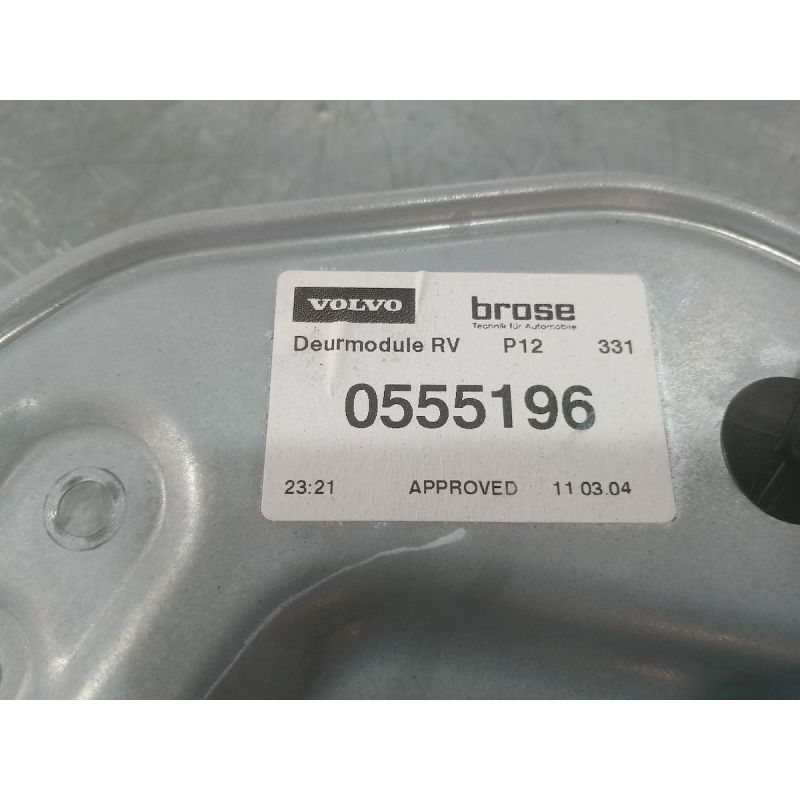 VOLVO brose
Technik für Automobile
Deurmodule RV P12 331
0555196
23:21 APPROVED 11 03.04